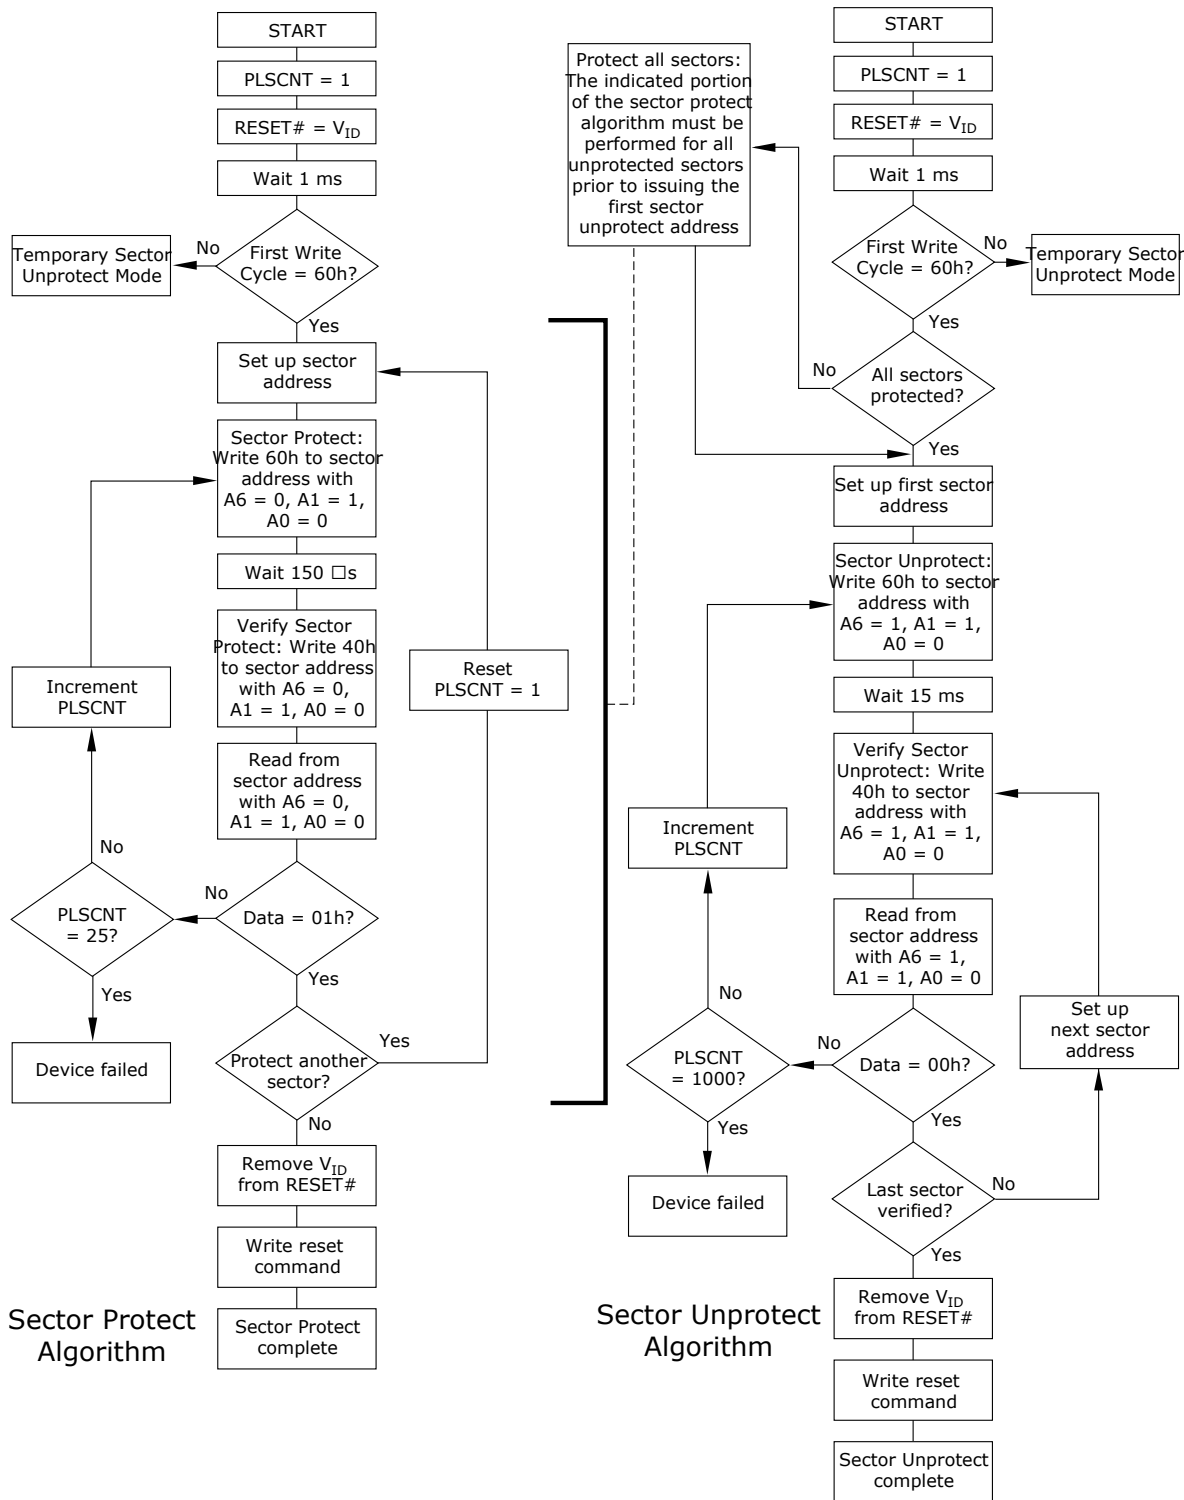 START
PLSCNT = 1
RESET# = VID
Wait 1 ms
First Write
Cycle = 60h?
No
Temporary Sector
Unprotect Mode
Yes
Set up sector
address
Sector Protect:
Write 60h to sector
address with
A6 = 0, A1 = 1,
A0 = 0
Wait 150 □s
Verify Sector
Protect: Write 40h
to sector address
with A6 = 0,
A1 = 1, A0 = 0
Read from
sector address
with A6 = 0,
A1 = 1, A0 = 0
Data = 01h?
No
PLSCNT
= 25?
No
Increment
PLSCNT
Yes
Device failed
Yes
Protect another
sector?
Yes
Reset
PLSCNT = 1
No
Remove VID
from RESET#
Write reset
command
Sector Protect
complete
Sector Protect
Algorithm
START
PLSCNT = 1
RESET# = VID
Wait 1 ms
First Write
Cycle = 60h?
No
Temporary Sector
Unprotect Mode
Yes
All sectors
protected?
No
Protect all sectors:
The indicated portion
of the sector protect
algorithm must be
performed for all
unprotected sectors
prior to issuing the
first sector
unprotect address
Yes
Set up first sector
address
Sector Unprotect:
Write 60h to sector
address with
A6 = 1, A1 = 1,
A0 = 0
Wait 15 ms
Verify Sector
Unprotect: Write
40h to sector
address with
A6 = 1, A1 = 1,
A0 = 0
Read from
sector address
with A6 = 1,
A1 = 1, A0 = 0
Data = 00h?
No
PLSCNT
= 1000?
No
Increment
PLSCNT
Yes
Device failed
Yes
Last sector
verified?
No
Set up
next sector
address
Yes
Remove VID
from RESET#
Write reset
command
Sector Unprotect
complete
Sector Unprotect
Algorithm